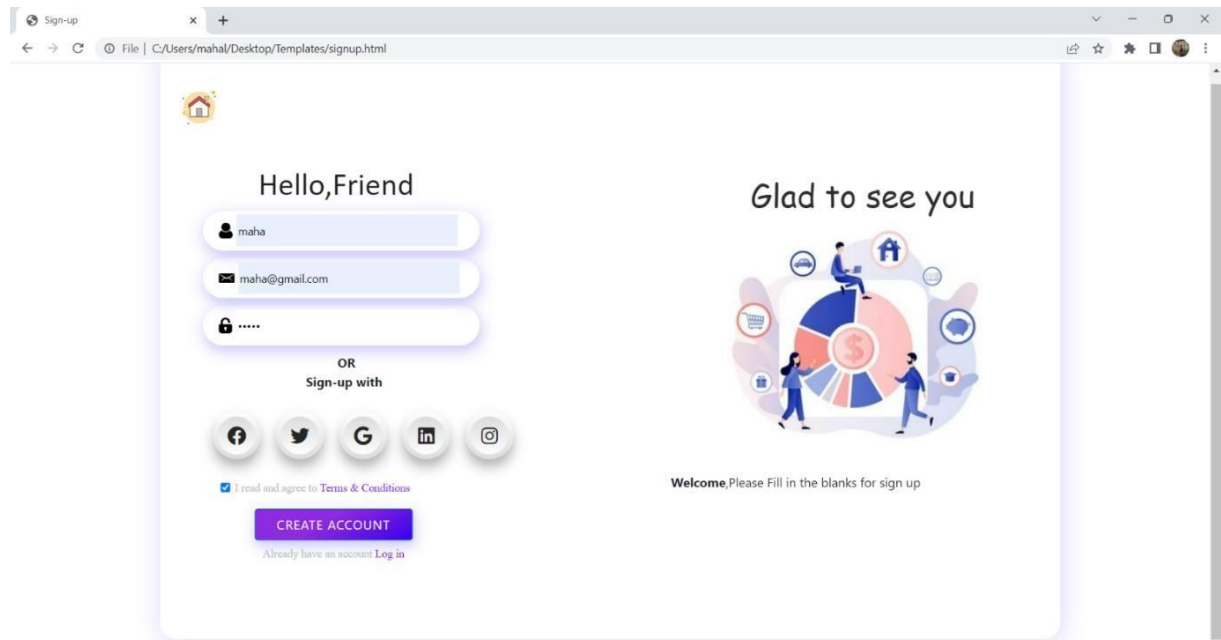 Sign-up
File | C:/Users/mahal/Desktop/Templates/signup.html
Hello,Friend
maha
maha@gmail.com
•••••
OR
Sign-up with
I read and agree to Terms & Conditions
CREATE ACCOUNT
Already have an account Log in
Glad to see you
Welcome,Please Fill in the blanks for sign up